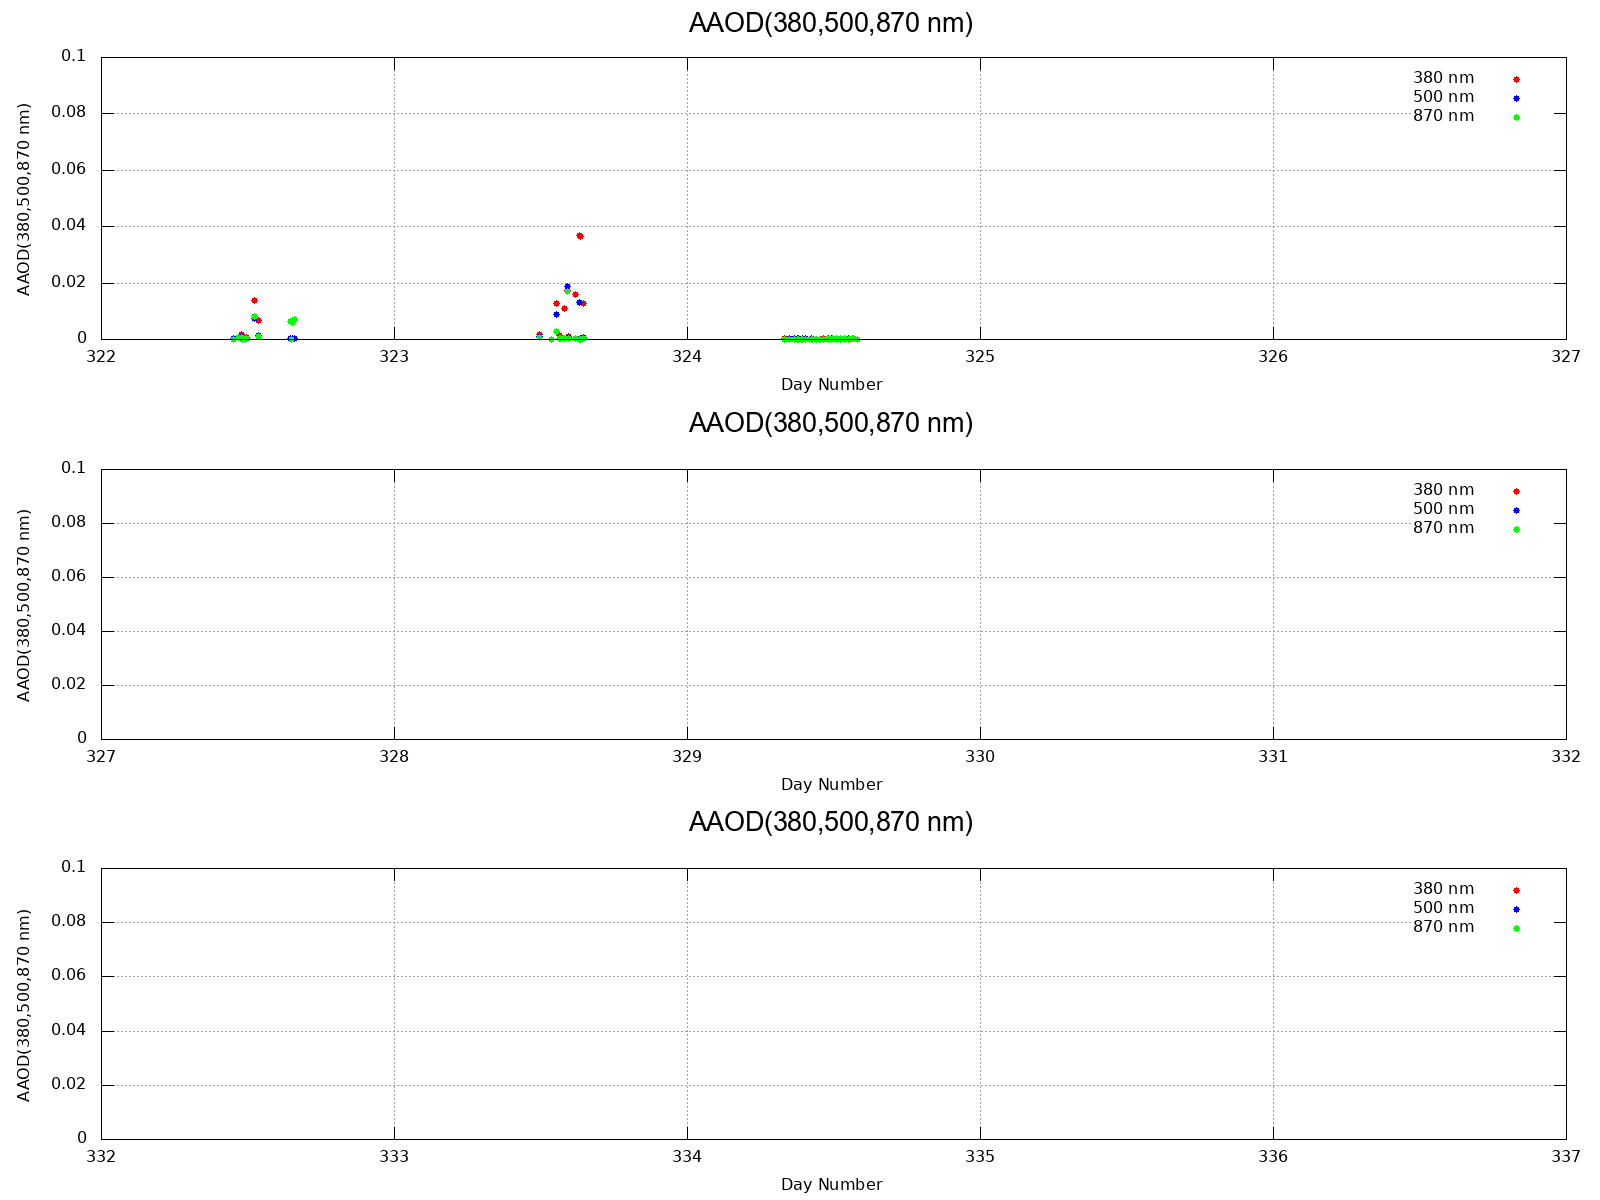 AAOD(380,500,870 nm)
0.1
0.08
0.06
0.04
0.02
0
AAOD(380,500,870 nm)
380 nm
500 nm
870 nm
322 323 324 325 326 327
Day Number
AAOD(380,500,870 nm)
0.1
0.08
0.06
0.04
0.02
0
AAOD(380,500,870 nm)
380 nm
500 nm
870 nm
327 328 329 330 331 332
Day Number
AAOD(380,500,870 nm)
0.1
0.08
0.06
0.04
0.02
0
AAOD(380,500,870 nm)
380 nm
500 nm
870 nm
332 333 334 335 336 337
Day Number